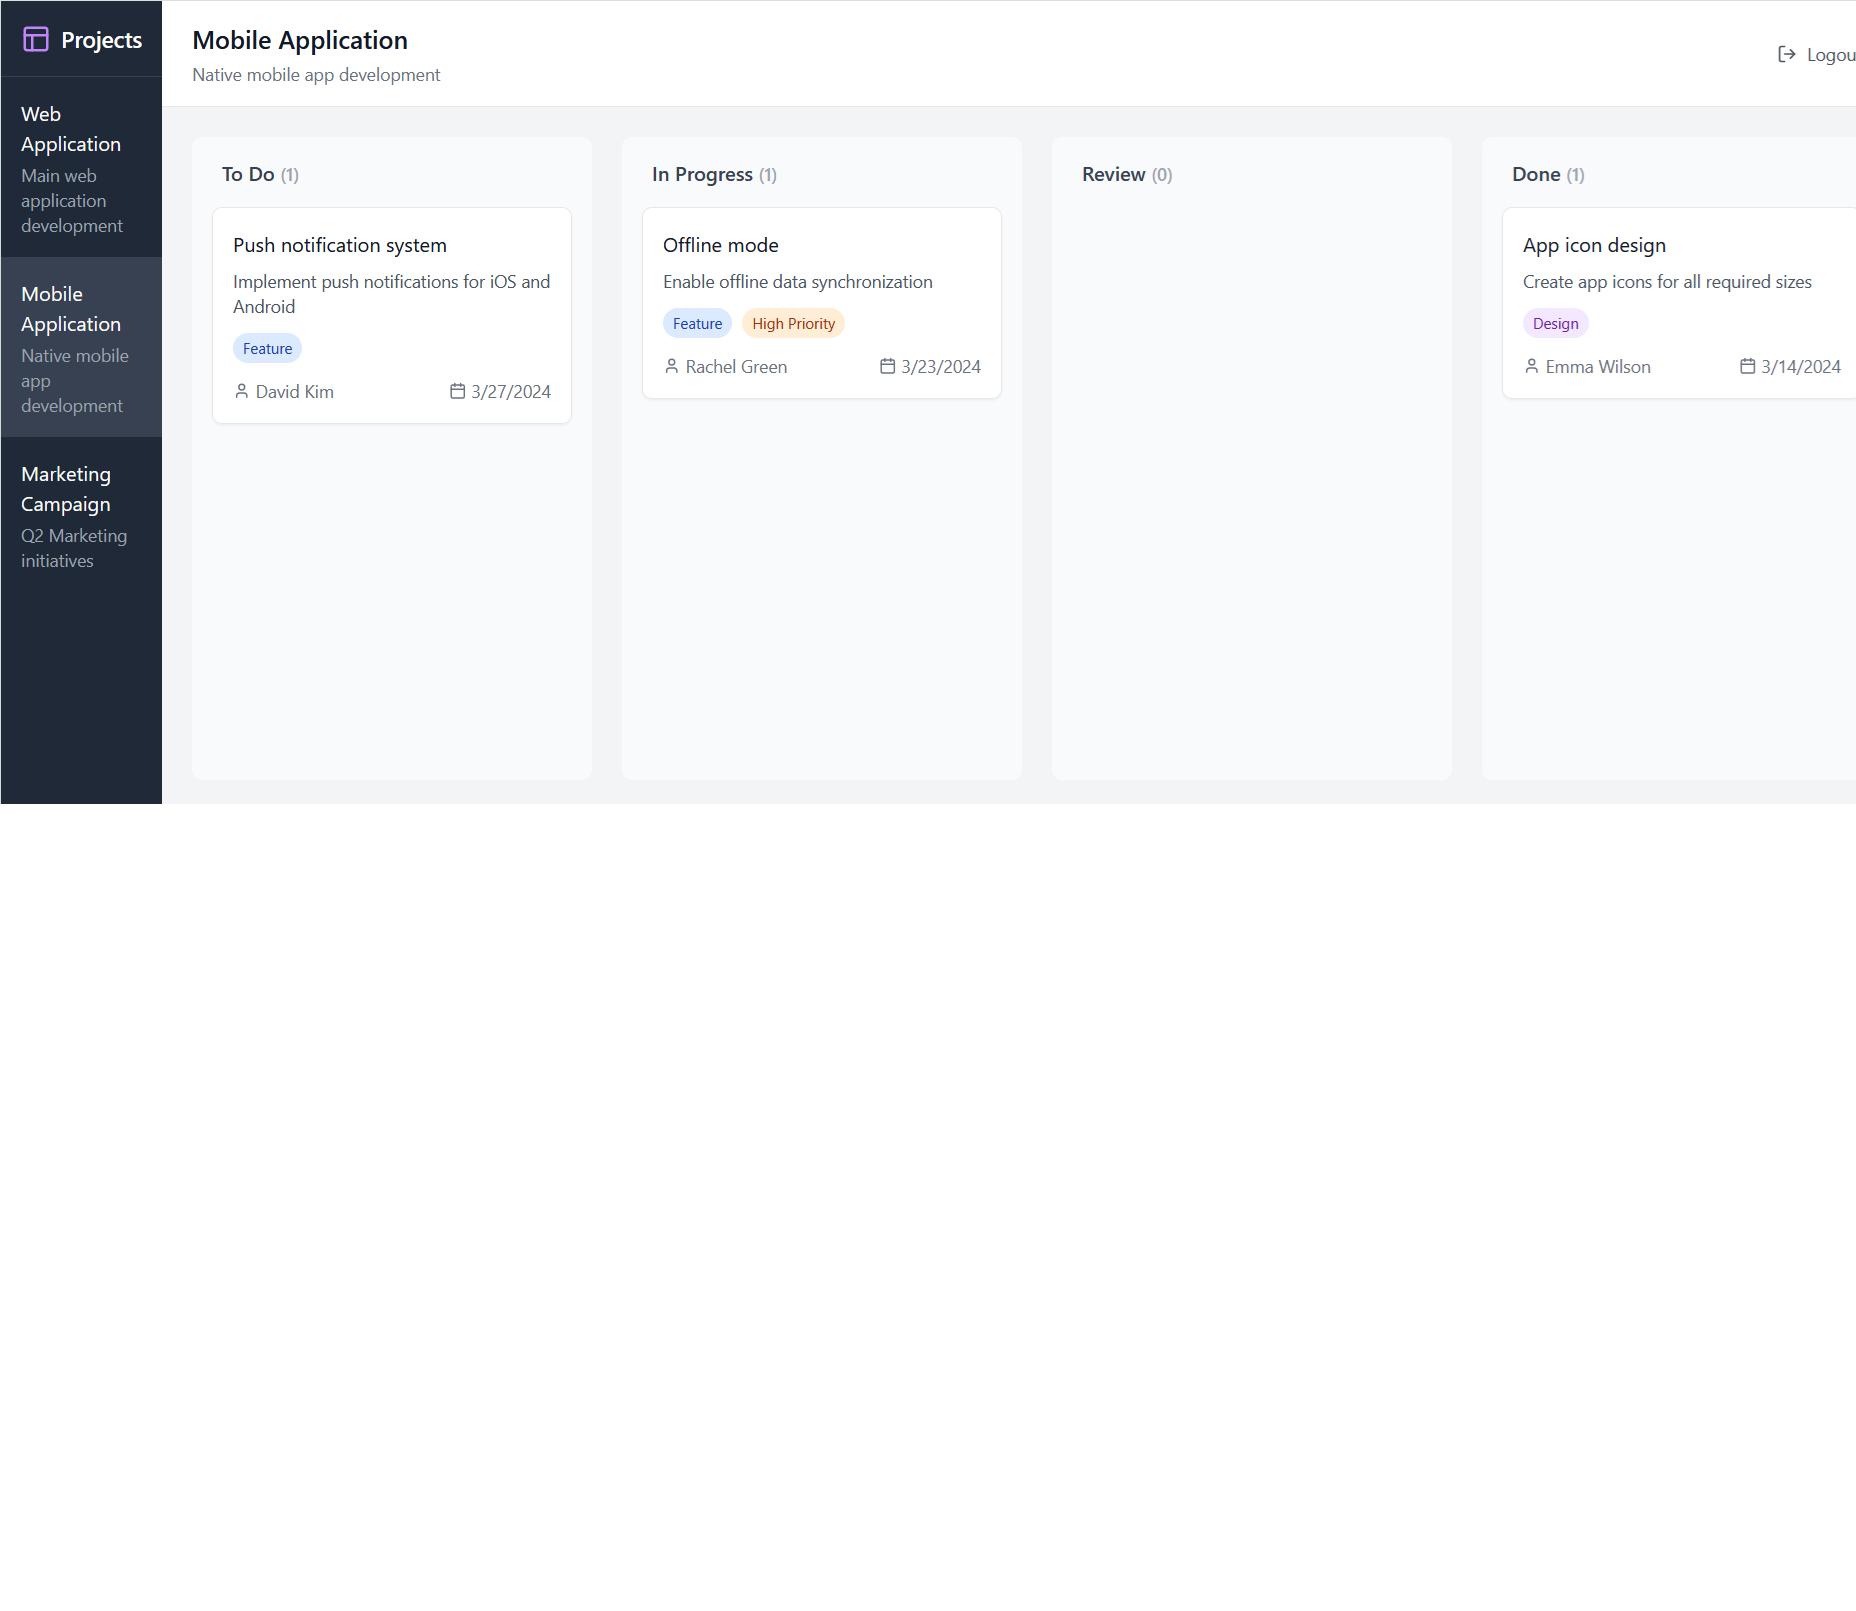 Projects
Web
Application
Main web
application
development
Mobile
Application
Native mobile
app
development
Marketing
Campaign
Q2 Marketing
initiatives
Mobile Application
Native mobile app development
Logou
To Do (1)
Push notification system
Implement push notifications for iOS and
Android
Feature
David Kim 3/27/2024
In Progress (1)
Offline mode
Enable offline data synchronization
Feature High Priority
Rachel Green 3/23/2024
Review (0)
Done (1)
App icon design
Create app icons for all required sizes
Design
Emma Wilson 3/14/2024